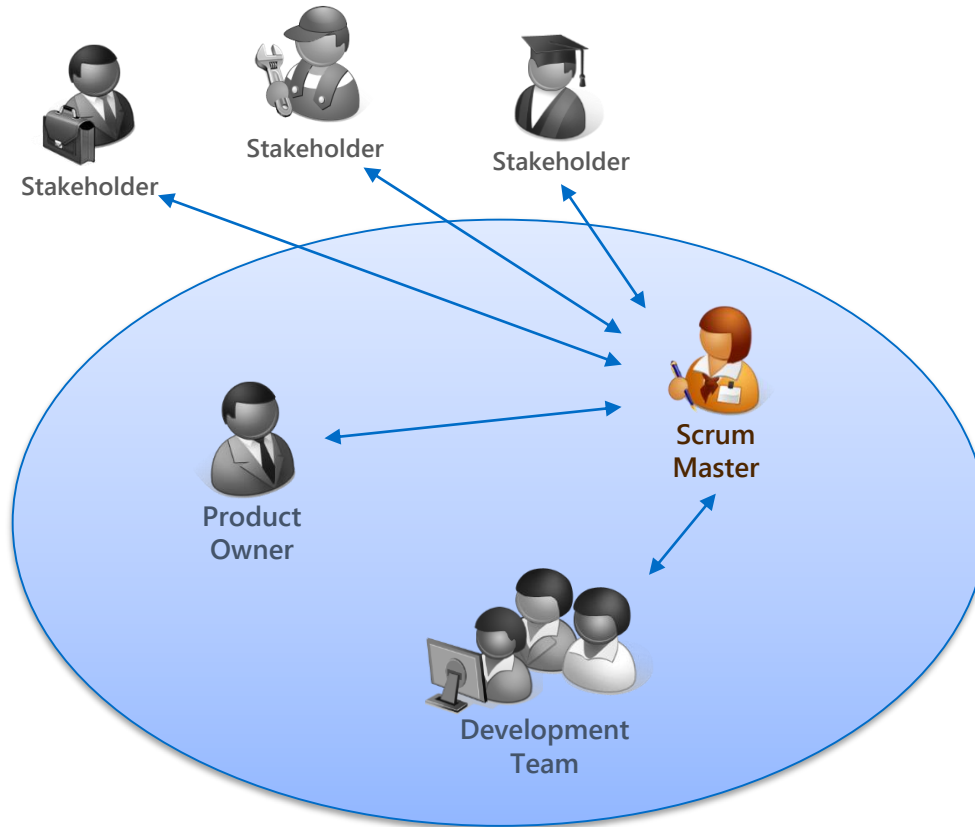 Stakeholder
Stakeholder
Stakeholder
Scrum
Master
Product
Owner
Development
Team